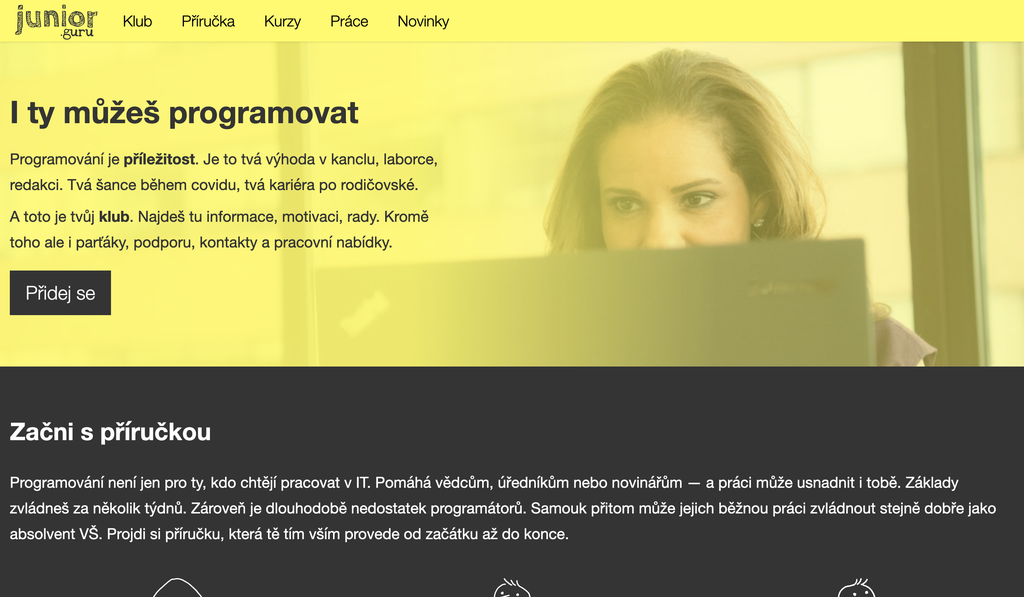 junior
.guru
Klub Příručka Kurzy Práce Novinky
I ty můžeš programovat
Programování je příležitost. Je to tvá výhoda v kanclu, laborce,
redakci. Tvá šance během covidu, tvá kariéra po rodičovské.
A toto je tvůj klub. Najdeš tu informace, motivaci, rady. Kromě
toho ale i parťáky, podporu, kontakty a pracovní nabídky.
Přidej se
Začni s příručkou
Programování není jen pro ty, kdo chtějí pracovat v IT. Pomáhá vědcům, úředníkům nebo novinářům — a práci může usnadnit i tobě. Základy
zvládneš za několik týdnů. Zároveň je dlouhodobě nedostatek programátorů. Samouk přitom může jejich běžnou práci zvládnout stejně dobře jako
absolvent VŠ. Projdi si příručku, která tě tím vším provede od začátku až do konce.